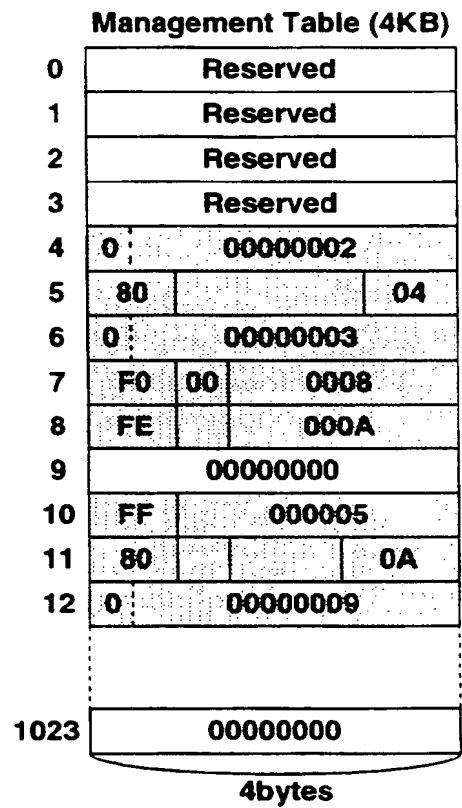 Management Table (4KB)
0 Reserved
1 Reserved
2 Reserved
3 Reserved
4 0 00000002
5 80 04
6 0 00000003
7 F0 00 0008
8 FE 000A
9 00000000
10 FF 000005
11 80 0A
12 0 00000009
1023 00000000
4bytes